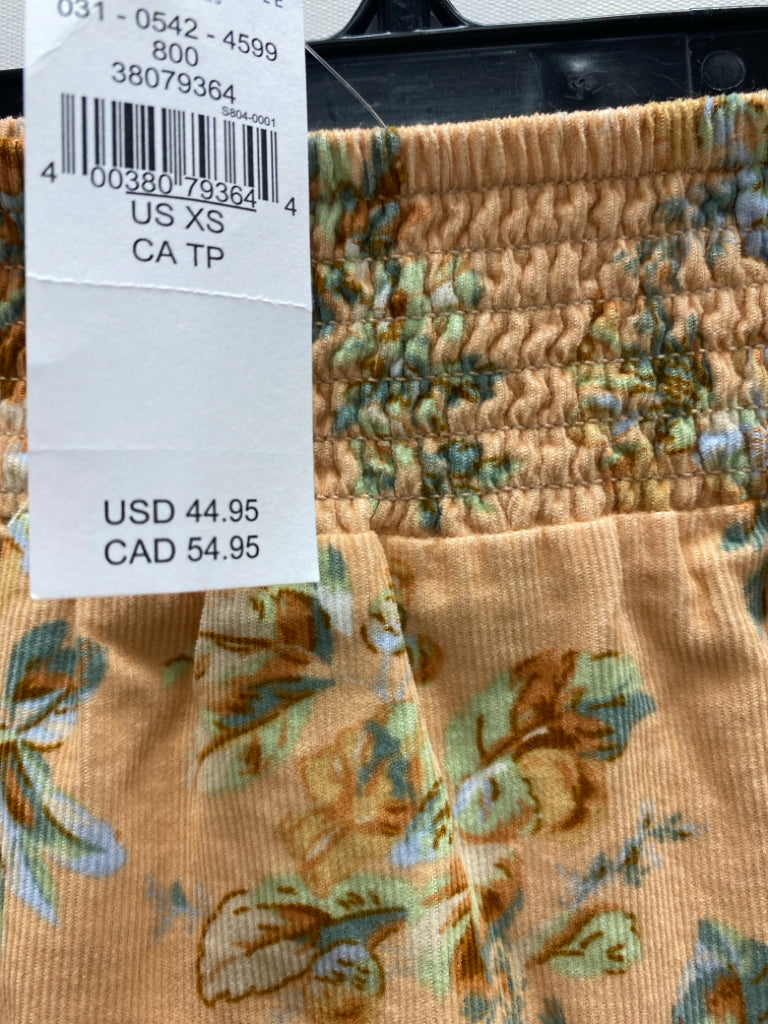 031 - 0542 - 4599
800
38079364
S804-0001
4 00380 79364 4
US XS
CA TP
USD 44.95
CAD 54.95